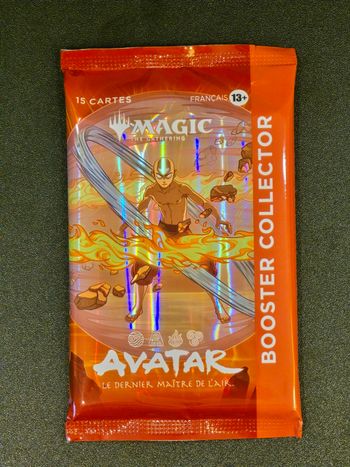 15 CARTES
FRANÇAIS 13+
MAGIC
THE GATHERING
BOOSTER COLLECTOR
AVATAR
LE DERNIER MAÎTRE DE L'AIR